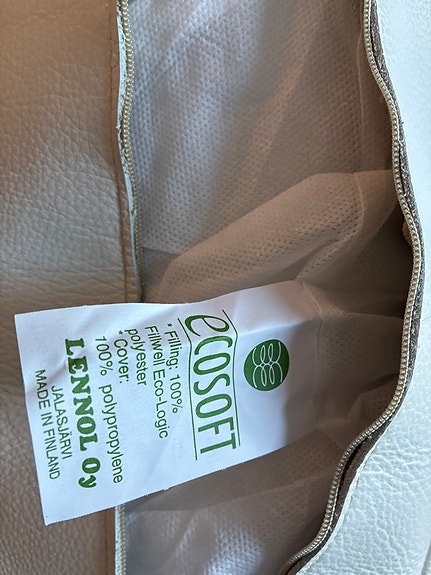 eCOSOFT
* Filling: 100%
Fillwell Eco-Logic
polyester
* Cover:
100% polypropylene
LENNOL Oy
JALASJÄRVI
MADE IN FINLAND